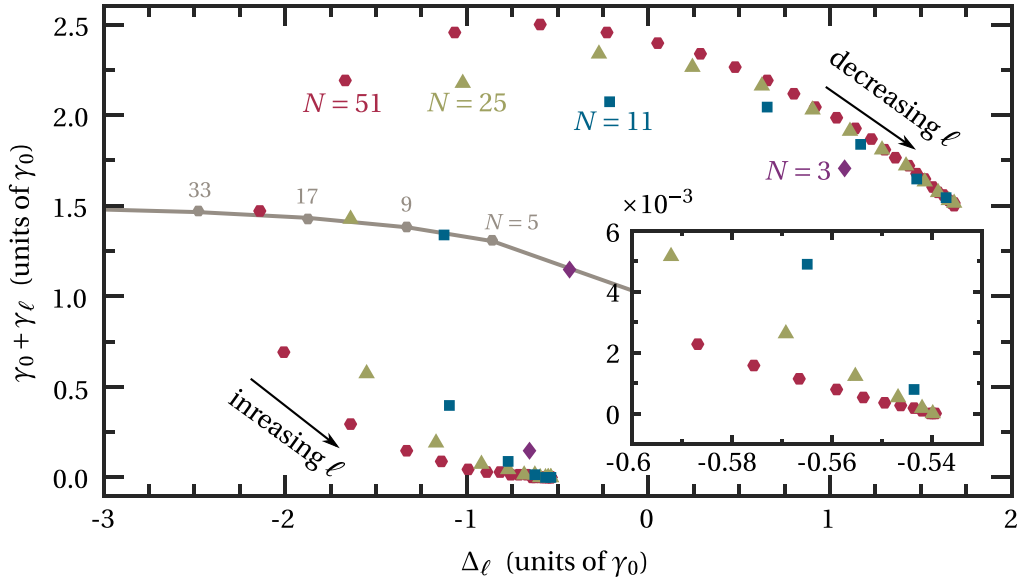 2.5
2.0
1.5
1.0
0.5
0.0
γ₀ + γ_ℓ (units of γ₀)
N = 51
N = 25
N = 11
N = 3
decreasing ℓ
33
17
9
N = 5
inreasing ℓ
×10⁻³
6
4
2
0
-0.6
-0.58
-0.56
-0.54
-3
-2
-1
0
1
2
Δ_ℓ (units of γ₀)